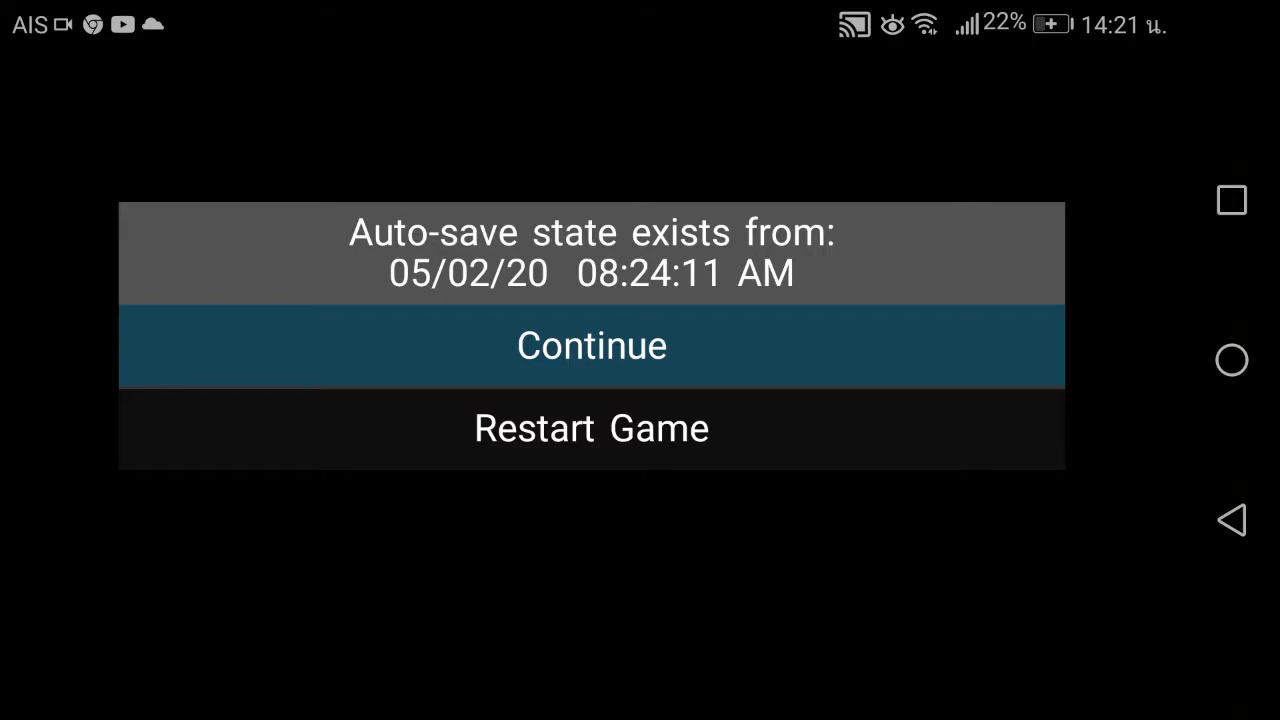 AIS 22% 14:21 น.
Auto-save state exists from:
05/02/20 08:24:11 AM
Continue
Restart Game